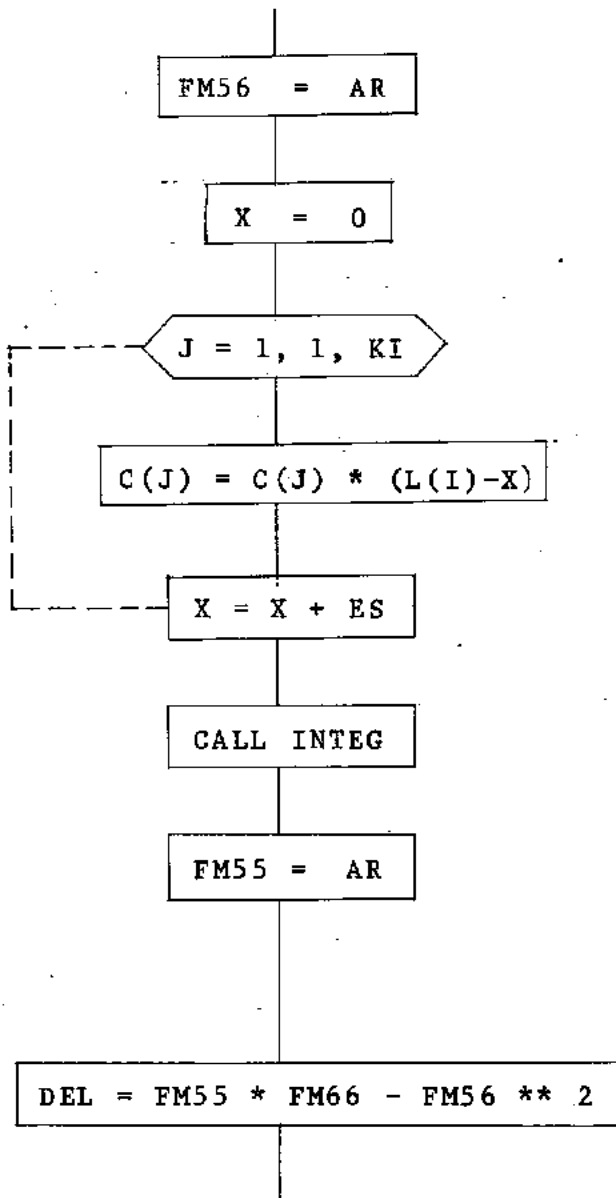 FM56 = AR
X = 0
J = 1, 1, KI
C(J) = C(J) * (L(I)-X)
X = X + ES
CALL INTEG
FM55 = AR
DEL = FM55 * FM66 - FM56 ** 2